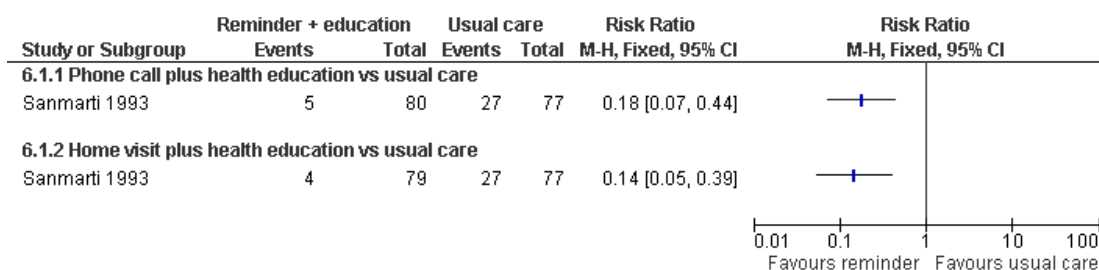 Reminder + education Usual care Risk Ratio Risk Ratio
Study or Subgroup Events Total Events Total M-H, Fixed, 95% CI M-H, Fixed, 95% CI
6.1.1 Phone call plus health education vs usual care
Sanmarti 1993 5 80 27 77 0.18 [0.07, 0.44]
6.1.2 Home visit plus health education vs usual care
Sanmarti 1993 4 79 27 77 0.14 [0.05, 0.39]
0.01 0.1 1 10 100
Favours reminder Favours usual care